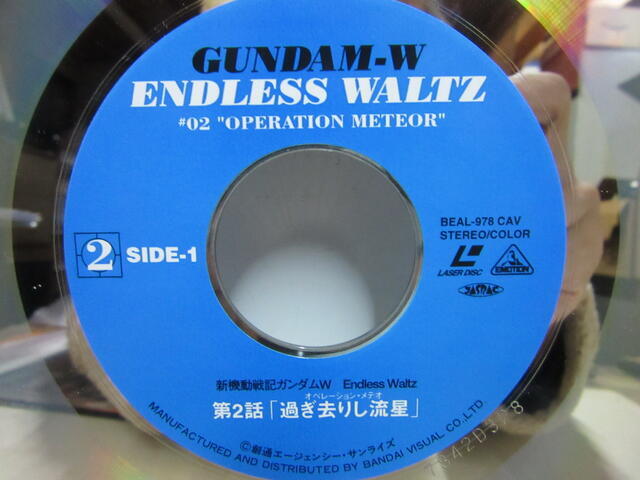 GUNDAM-W
ENDLESS WALTZ
#02 "OPERATION METEOR"
BEAL-978 CAV
STEREO/COLOR
2 SIDE-1
LASER DISC
EMOTION
JASRAC
新機動戦記ガンダムW Endless Waltz
オペレーション・メテオ
第2話「過ぎ去りし流星」
©創通エージェンシー・サンライズ
MANUFACTURED AND DISTRIBUTED BY BANDAI VISUAL CO.,LTD.